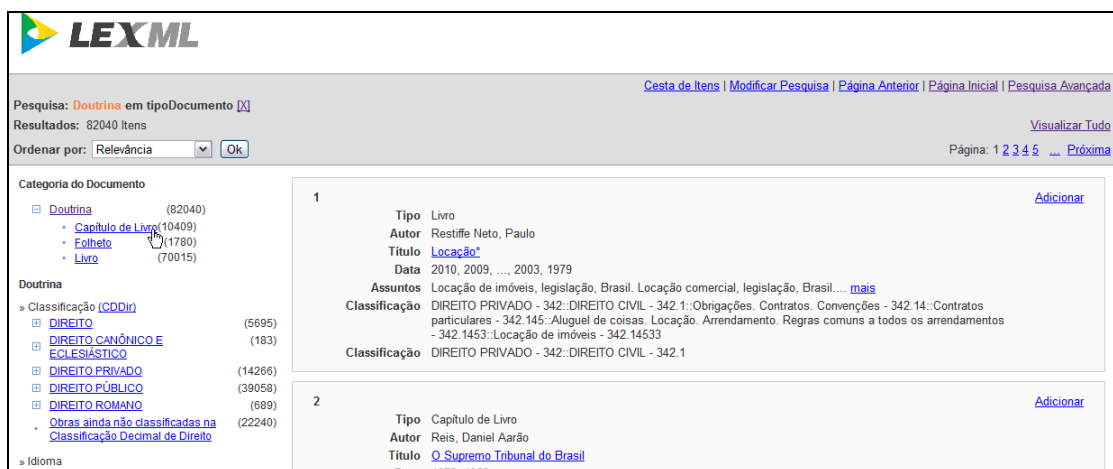 LEXML
Cesta de Itens | Modificar Pesquisa | Página Anterior | Página Inicial | Pesquisa Avançada
Pesquisa: Doutrina em tipoDocumento [X]
Resultados: 82040 Itens
Visualizar Tudo
Ordenar por: Relevância Ok
Página: 1 2 3 4 5 ... Próxima
Categoria do Documento
Doutrina (82040)
Capítulo de Livro (10409)
Folheto (1780)
Livro (70015)
Doutrina
» Classificação (CDDir)
DIREITO (5695)
DIREITO CANÔNICO E (183)
ECLESIÁSTICO
DIREITO PRIVADO (14266)
DIREITO PÚBLICO (39058)
DIREITO ROMANO (689)
Obras ainda não classificadas na (22240)
Classificação Decimal de Direito
» Idioma
1 Adicionar
Tipo Livro
Autor Restiffe Neto, Paulo
Título Locação*
Data 2010, 2009, ..., 2003, 1979
Assuntos Locação de imóveis, legislação, Brasil. Locação comercial, legislação, Brasil.... mais
Classificação DIREITO PRIVADO - 342::DIREITO CIVIL - 342.1::Obrigações. Contratos. Convenções - 342.14::Contratos
particulares - 342.145::Aluguel de coisas. Locação. Arrendamento. Regras comuns a todos os arrendamentos
- 342.1453::Locação de imóveis - 342.14533
Classificação DIREITO PRIVADO - 342::DIREITO CIVIL - 342.1
2 Adicionar
Tipo Capítulo de Livro
Autor Reis, Daniel Aarão
Título O Supremo Tribunal do Brasil